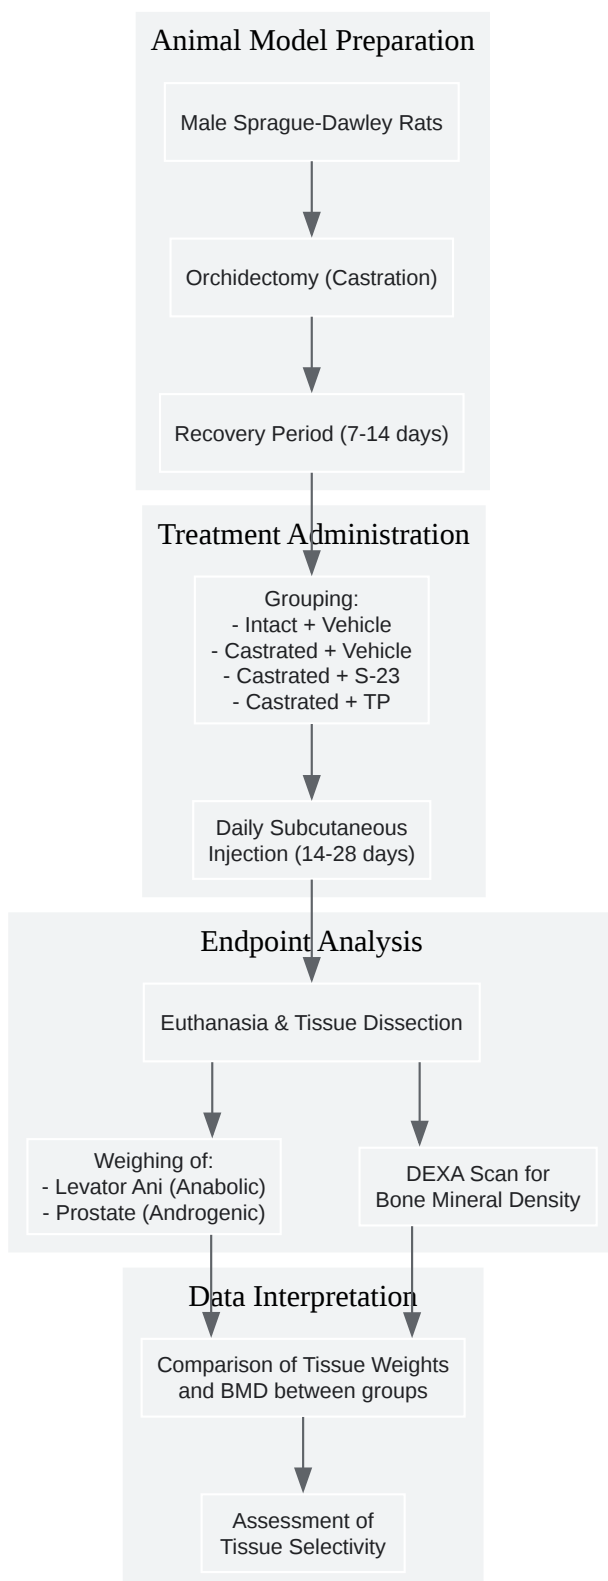 Animal Model Preparation
Male Sprague-Dawley Rats
Orchidectomy (Castration)
Recovery Period (7-14 days)
Treatment Administration
Grouping:
- Intact + Vehicle
- Castrated + Vehicle
- Castrated + S-23
- Castrated + TP
Daily Subcutaneous
Injection (14-28 days)
Endpoint Analysis
Euthanasia & Tissue Dissection
Weighing of:
- Levator Ani (Anabolic)
- Prostate (Androgenic)
DEXA Scan for
Bone Mineral Density
Data Interpretation
Comparison of Tissue Weights
and BMD between groups
Assessment of
Tissue Selectivity